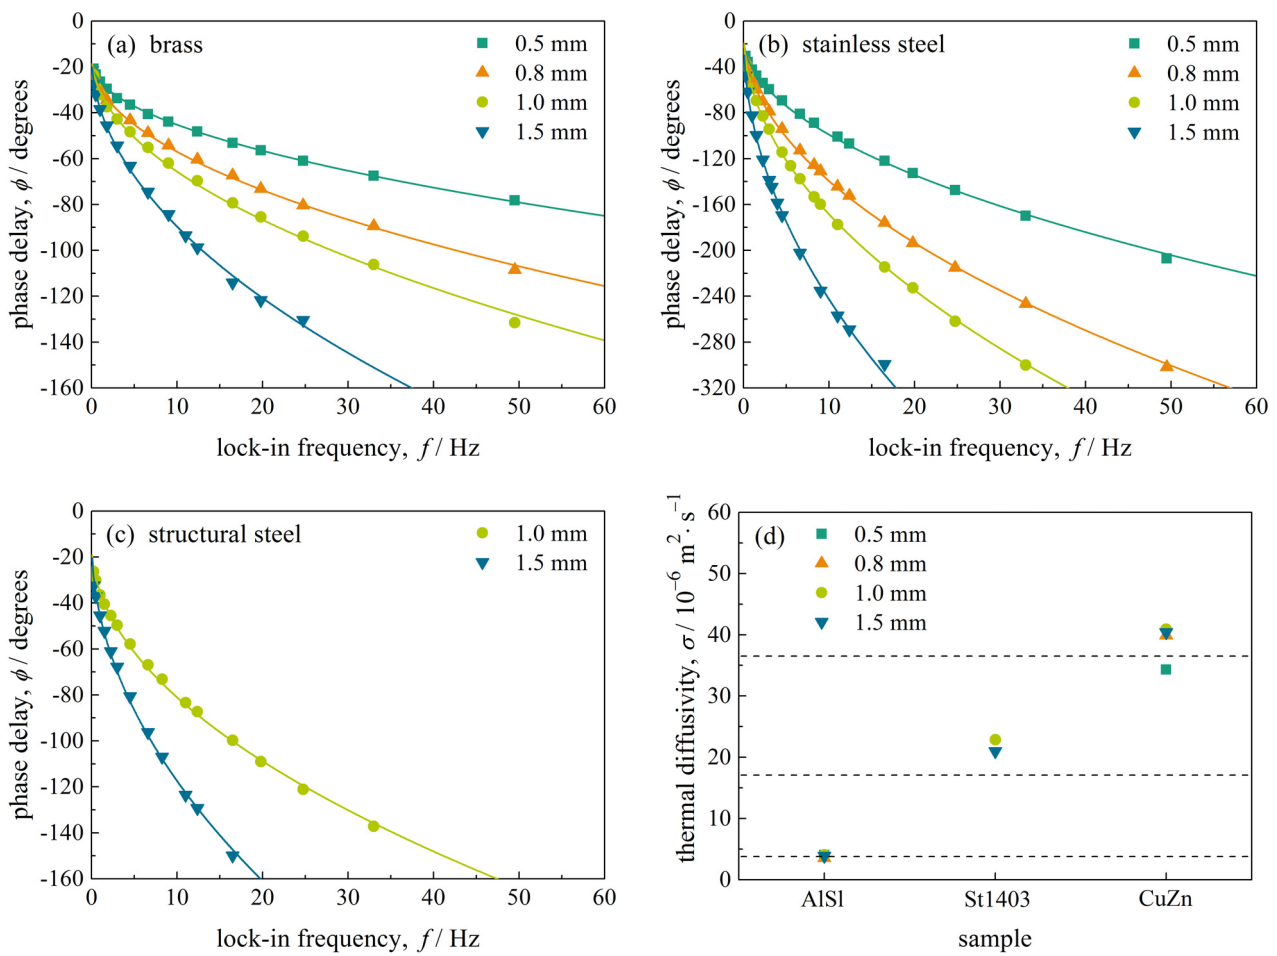 (a) brass
0.5 mm
0.8 mm
1.0 mm
1.5 mm
0
-20
-40
-60
-80
-100
-120
-140
-160
phase delay, ϕ / degrees
0 10 20 30 40 50 60
lock-in frequency, f / Hz
(b) stainless steel
0.5 mm
0.8 mm
1.0 mm
1.5 mm
0
-40
-80
-120
-160
-200
-240
-280
-320
phase delay, ϕ / degrees
0 10 20 30 40 50 60
lock-in frequency, f / Hz
(c) structural steel
1.0 mm
1.5 mm
0
-20
-40
-60
-80
-100
-120
-140
-160
phase delay, ϕ / degrees
0 10 20 30 40 50 60
lock-in frequency, f / Hz
(d)
0.5 mm
0.8 mm
1.0 mm
1.5 mm
60
50
40
30
20
10
0
thermal diffusivity, σ / 10⁻⁶ m²· s⁻¹
AlSl St1403 CuZn
sample